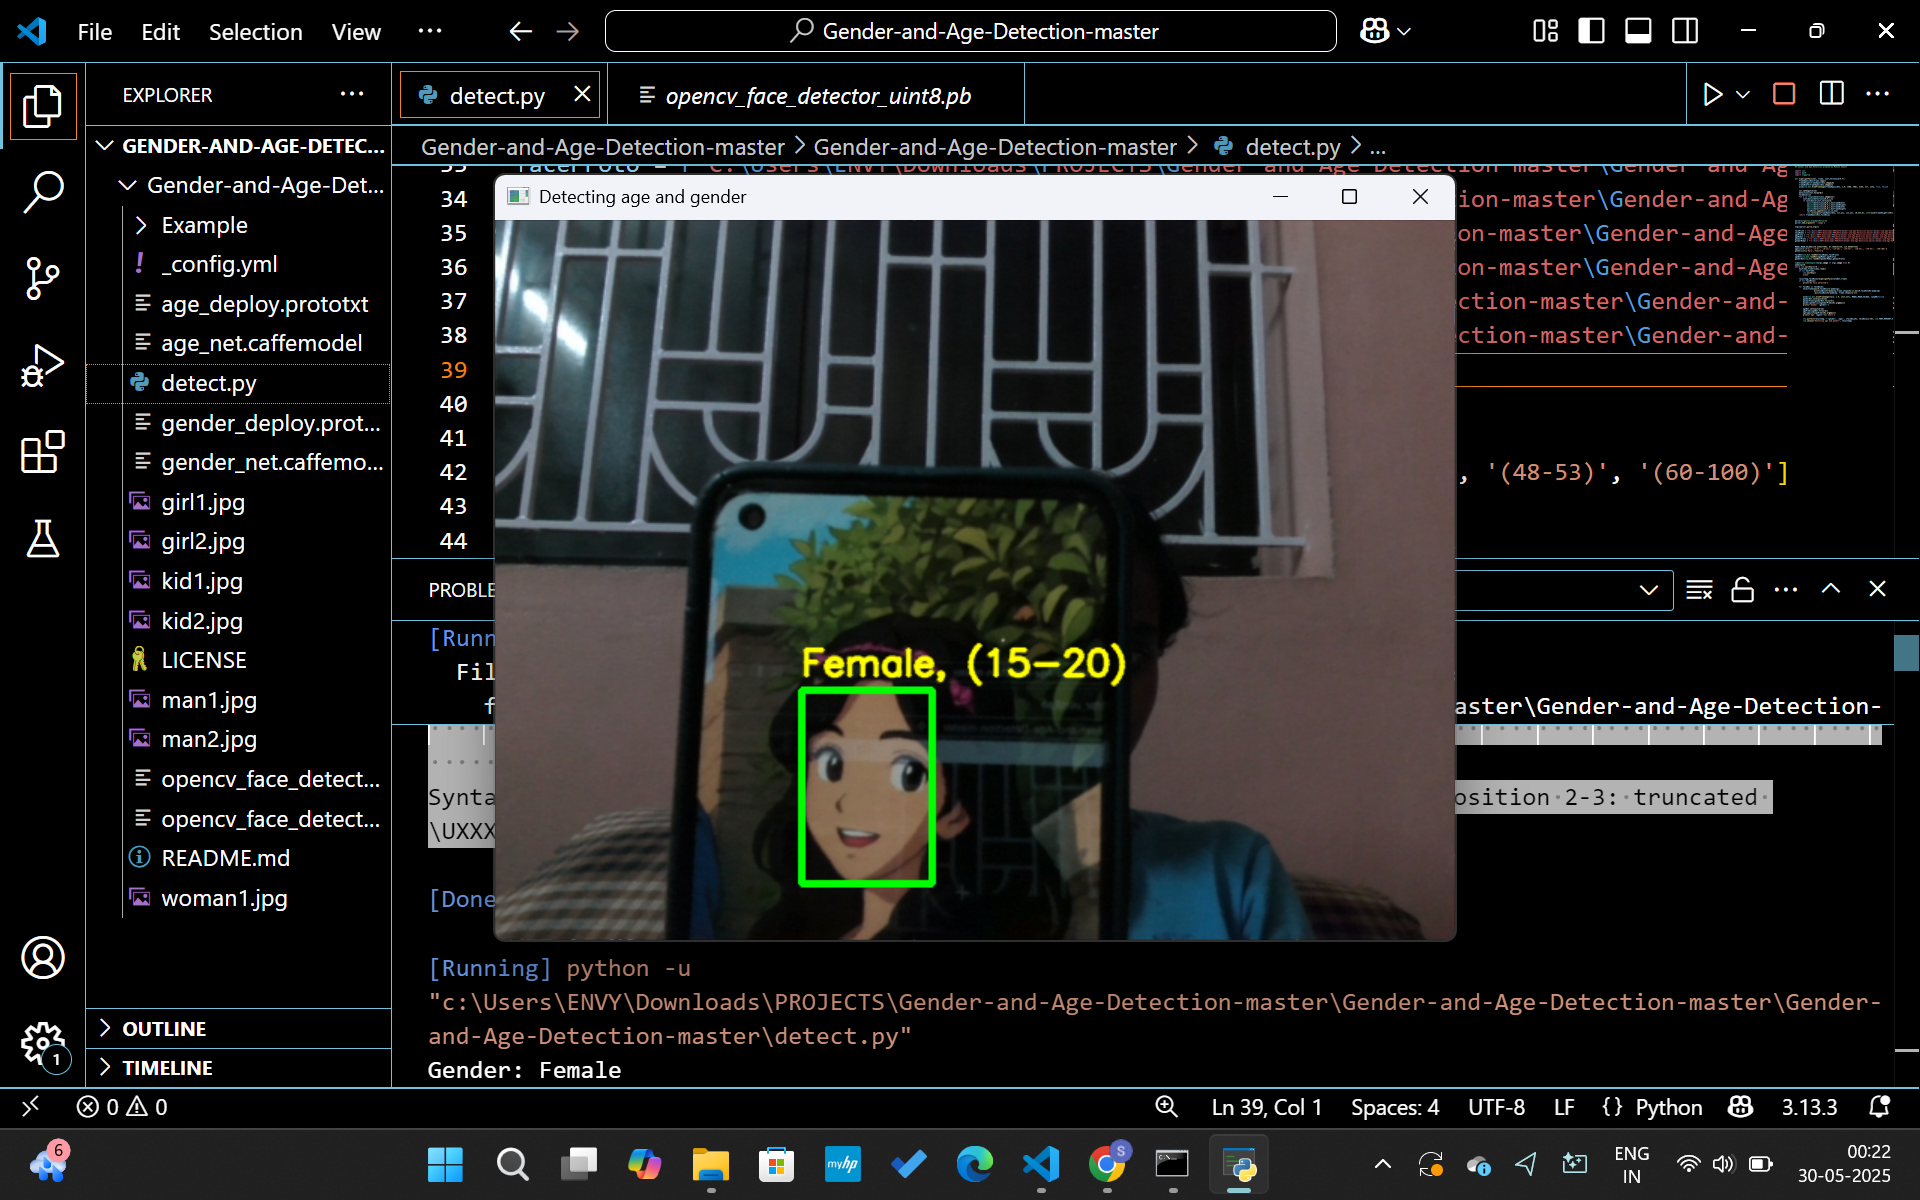 File Edit Selection View ...
Gender-and-Age-Detection-master
EXPLORER ...
detect.py
opencv_face_detector_uint8.pb
GENDER-AND-AGE-DETEC...
Gender-and-Age-Detection-master > Gender-and-Age-Detection-master > detect.py > ...
Gender-and-Age-Det...
Example
_config.yml
age_deploy.prototxt
age_net.caffemodel
detect.py
gender_deploy.prot...
gender_net.caffemo...
girl1.jpg
girl2.jpg
kid1.jpg
kid2.jpg
LICENSE
man1.jpg
man2.jpg
opencv_face_detect...
opencv_face_detect...
README.md
woman1.jpg
OUTLINE
TIMELINE
34 ion-master\Gender-and-Ag
35 on-master\Gender-and-Age
36 on-master\Gender-and-Age
37 ction-master\Gender-and-
38 ction-master\Gender-and-
39
40
41
42 , '(48-53)', '(60-100)']
43
44
Detecting age and gender
Female, (15-20)
PROBLE
[Runn
Fil
f aster\Gender-and-Age-Detection-
Synta osition 2-3: truncated
\UXXX
[Done
[Running] python -u
"c:\Users\ENVY\Downloads\PROJECTS\Gender-and-Age-Detection-master\Gender-and-Age-Detection-master\Gender-
and-Age-Detection-master\detect.py"
Gender: Female
0 0 Ln 39, Col 1 Spaces: 4 UTF-8 LF {} Python 3.13.3
1
6
myhp
S
ENG
IN
00:22
30-05-2025